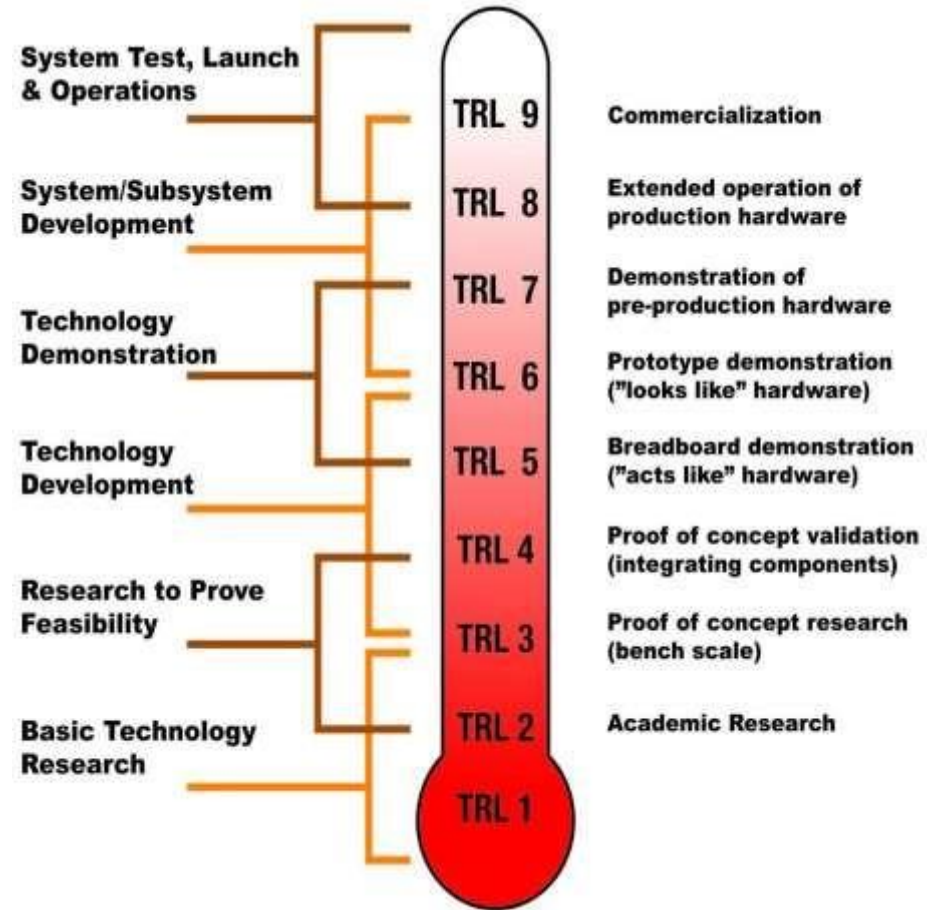 System Test, Launch
& Operations
System/Subsystem
Development
Technology
Demonstration
Technology
Development
Research to Prove
Feasibility
Basic Technology
Research
TRL 9
TRL 8
TRL 7
TRL 6
TRL 5
TRL 4
TRL 3
TRL 2
TRL 1
Commercialization
Extended operation of
production hardware
Demonstration of
pre-production hardware
Prototype demonstration
("looks like" hardware)
Breadboard demonstration
("acts like" hardware)
Proof of concept validation
(integrating components)
Proof of concept research
(bench scale)
Academic Research